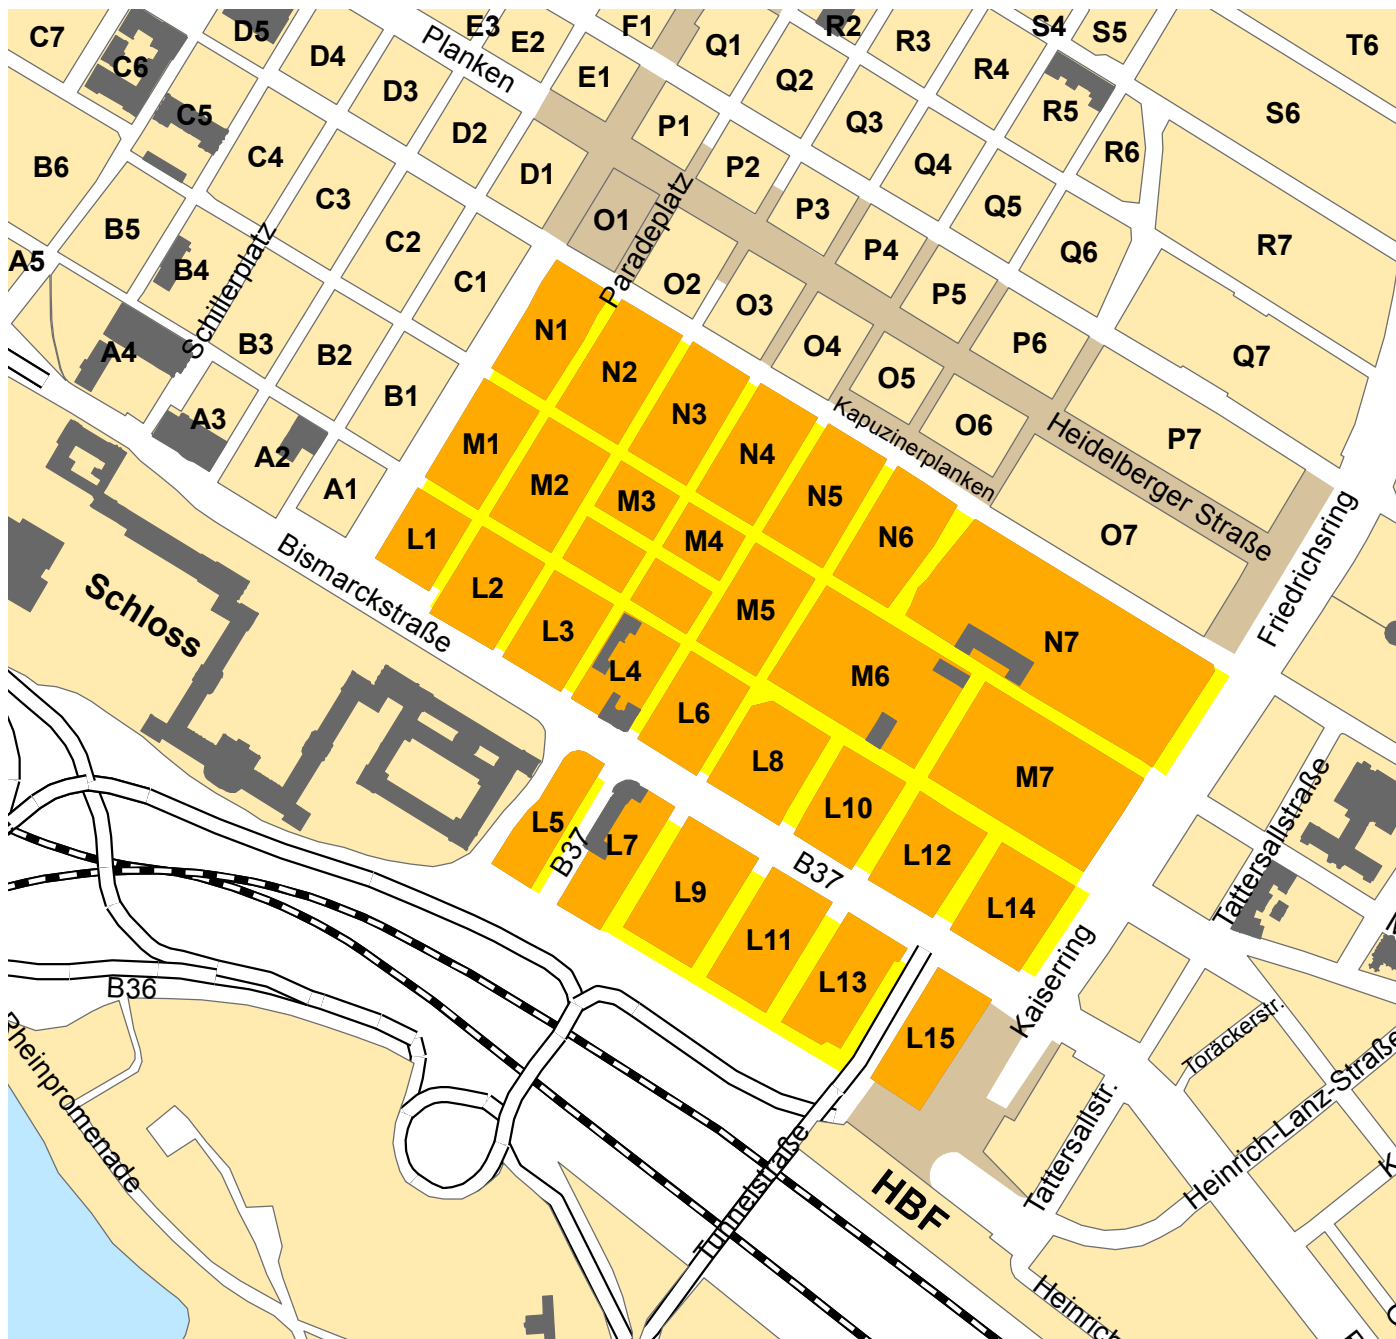 C7
C6
D5
D4
E3
E2
F1
Q1
R2
R3
S4
S5
T6
Planken
D3
E1
Q2
R4
C5
D2
P1
Q3
R5
S6
B6
C4
D1
P2
Q4
R6
C3
O1
Paradeplatz
P3
Q5
B5
C2
P4
Q6
R7
A5
B4
Schillerplatz
C1
O2
O3
P5
A4
B3
B2
N1
O4
P6
Q7
N2
O5
A3
B1
N3
Kapuzinerplanken
O6
Heidelberger Straße
P7
A2
M1
N4
A1
M2
N5
M3
Friedrichsring
L1
M4
N6
O7
Bismarckstraße
Schloss
L2
M5
L3
N7
L4
M6
L6
L8
M7
L5
B37
L7
L10
B37
L12
Tattersallstraße
L9
L14
L11
L13
Kaiserring
B36
L15
Rheinpromenade
Toräckerstr.
Heinrich-Lanz-Straße
Tattersallstr.
Tunnelstraße
HBF
Heinrich